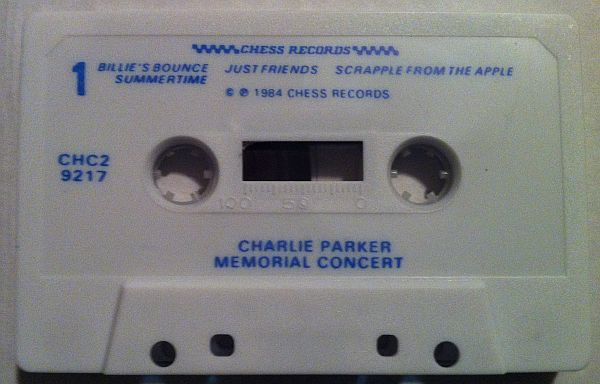 CHESS RECORDS
1 BILLIE'S BOUNCE JUST FRIENDS SCRAPPLE FROM THE APPLE
SUMMERTIME
© ℗ 1984 CHESS RECORDS
CHC2
9217
100 50 0
CHARLIE PARKER
MEMORIAL CONCERT